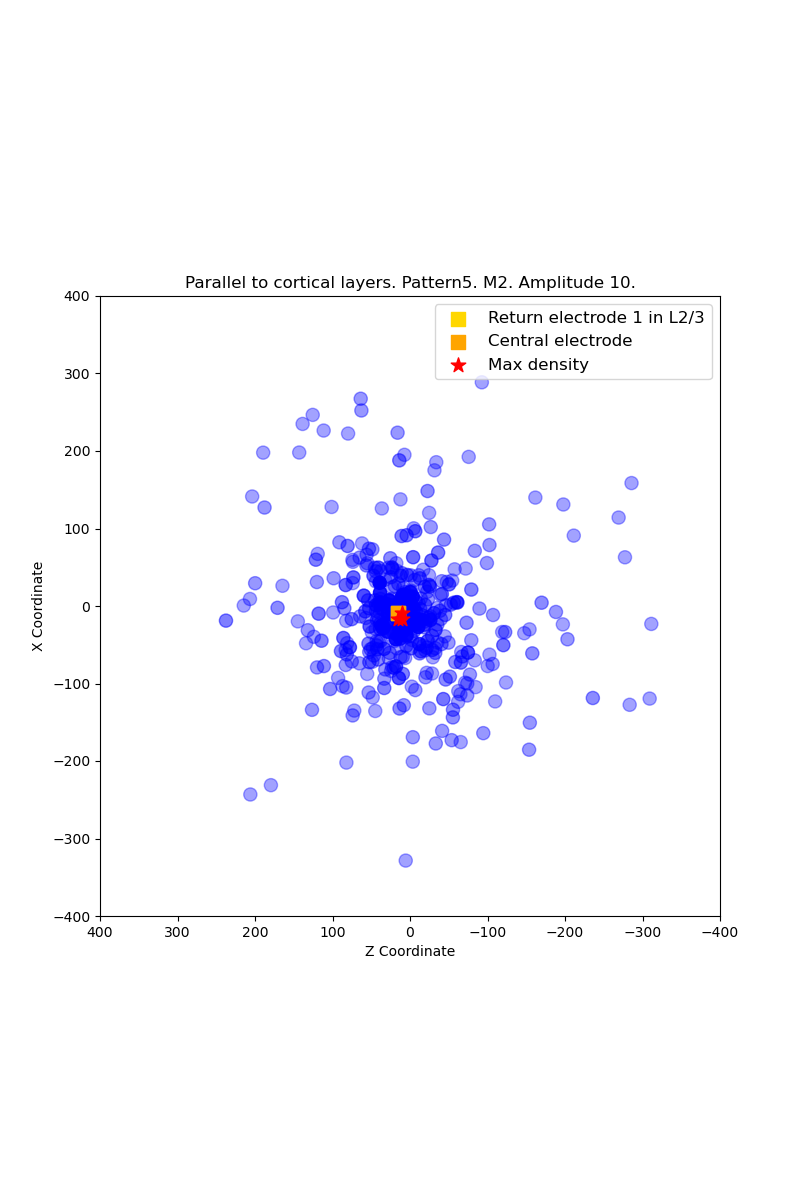 Parallel to cortical layers. Pattern5. M2. Amplitude 10.
400
Return electrode 1 in L2/3
Central electrode
Max density
300
200
100
0
−100
−200
−300
−400
X Coordinate
400 300 200 100 0 −100 −200 −300 −400
Z Coordinate